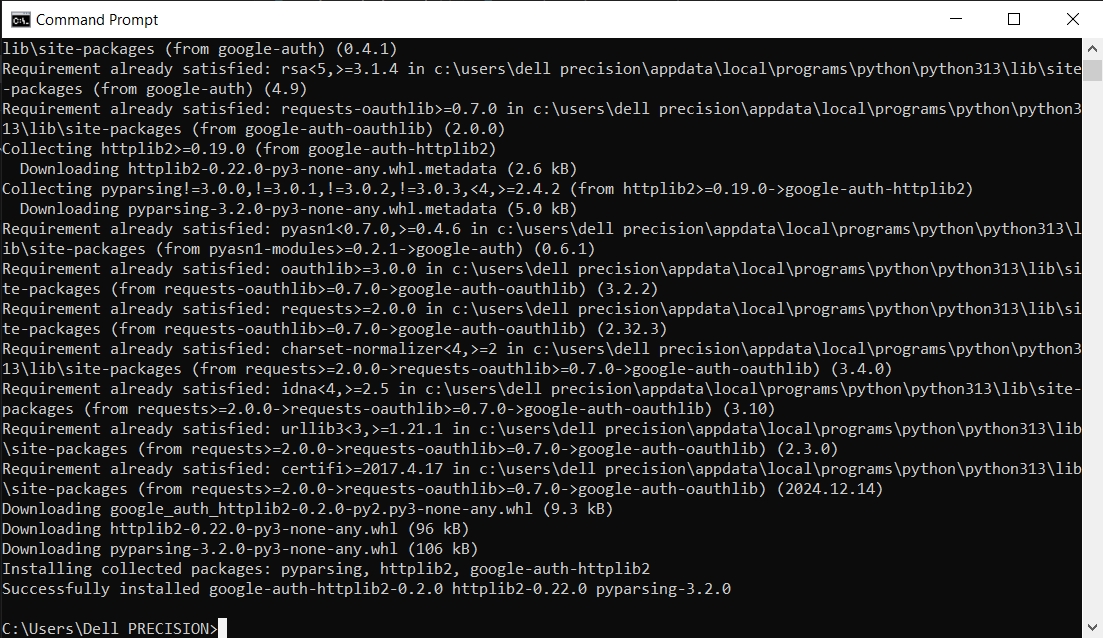 Command Prompt
lib\site-packages (from google-auth) (0.4.1)
Requirement already satisfied: rsa<5,>=3.1.4 in c:\users\dell precision\appdata\local\programs\python\python313\lib\site
-packages (from google-auth) (4.9)
Requirement already satisfied: requests-oauthlib>=0.7.0 in c:\users\dell precision\appdata\local\programs\python\python3
13\lib\site-packages (from google-auth-oauthlib) (2.0.0)
Collecting httplib2>=0.19.0 (from google-auth-httplib2)
  Downloading httplib2-0.22.0-py3-none-any.whl.metadata (2.6 kB)
Collecting pyparsing!=3.0.0,!=3.0.1,!=3.0.2,!=3.0.3,<4,>=2.4.2 (from httplib2>=0.19.0->google-auth-httplib2)
  Downloading pyparsing-3.2.0-py3-none-any.whl.metadata (5.0 kB)
Requirement already satisfied: pyasn1<0.7.0,>=0.4.6 in c:\users\dell precision\appdata\local\programs\python\python313\l
ib\site-packages (from pyasn1-modules>=0.2.1->google-auth) (0.6.1)
Requirement already satisfied: oauthlib>=3.0.0 in c:\users\dell precision\appdata\local\programs\python\python313\lib\si
te-packages (from requests-oauthlib>=0.7.0->google-auth-oauthlib) (3.2.2)
Requirement already satisfied: requests>=2.0.0 in c:\users\dell precision\appdata\local\programs\python\python313\lib\si
te-packages (from requests-oauthlib>=0.7.0->google-auth-oauthlib) (2.32.3)
Requirement already satisfied: charset-normalizer<4,>=2 in c:\users\dell precision\appdata\local\programs\python\python3
13\lib\site-packages (from requests>=2.0.0->requests-oauthlib>=0.7.0->google-auth-oauthlib) (3.4.0)
Requirement already satisfied: idna<4,>=2.5 in c:\users\dell precision\appdata\local\programs\python\python313\lib\site-
packages (from requests>=2.0.0->requests-oauthlib>=0.7.0->google-auth-oauthlib) (3.10)
Requirement already satisfied: urllib3<3,>=1.21.1 in c:\users\dell precision\appdata\local\programs\python\python313\lib
\site-packages (from requests>=2.0.0->requests-oauthlib>=0.7.0->google-auth-oauthlib) (2.3.0)
Requirement already satisfied: certifi>=2017.4.17 in c:\users\dell precision\appdata\local\programs\python\python313\lib
\site-packages (from requests>=2.0.0->requests-oauthlib>=0.7.0->google-auth-oauthlib) (2024.12.14)
Downloading google_auth_httplib2-0.2.0-py2.py3-none-any.whl (9.3 kB)
Downloading httplib2-0.22.0-py3-none-any.whl (96 kB)
Downloading pyparsing-3.2.0-py3-none-any.whl (106 kB)
Installing collected packages: pyparsing, httplib2, google-auth-httplib2
Successfully installed google-auth-httplib2-0.2.0 httplib2-0.22.0 pyparsing-3.2.0
C:\Users\Dell PRECISION>